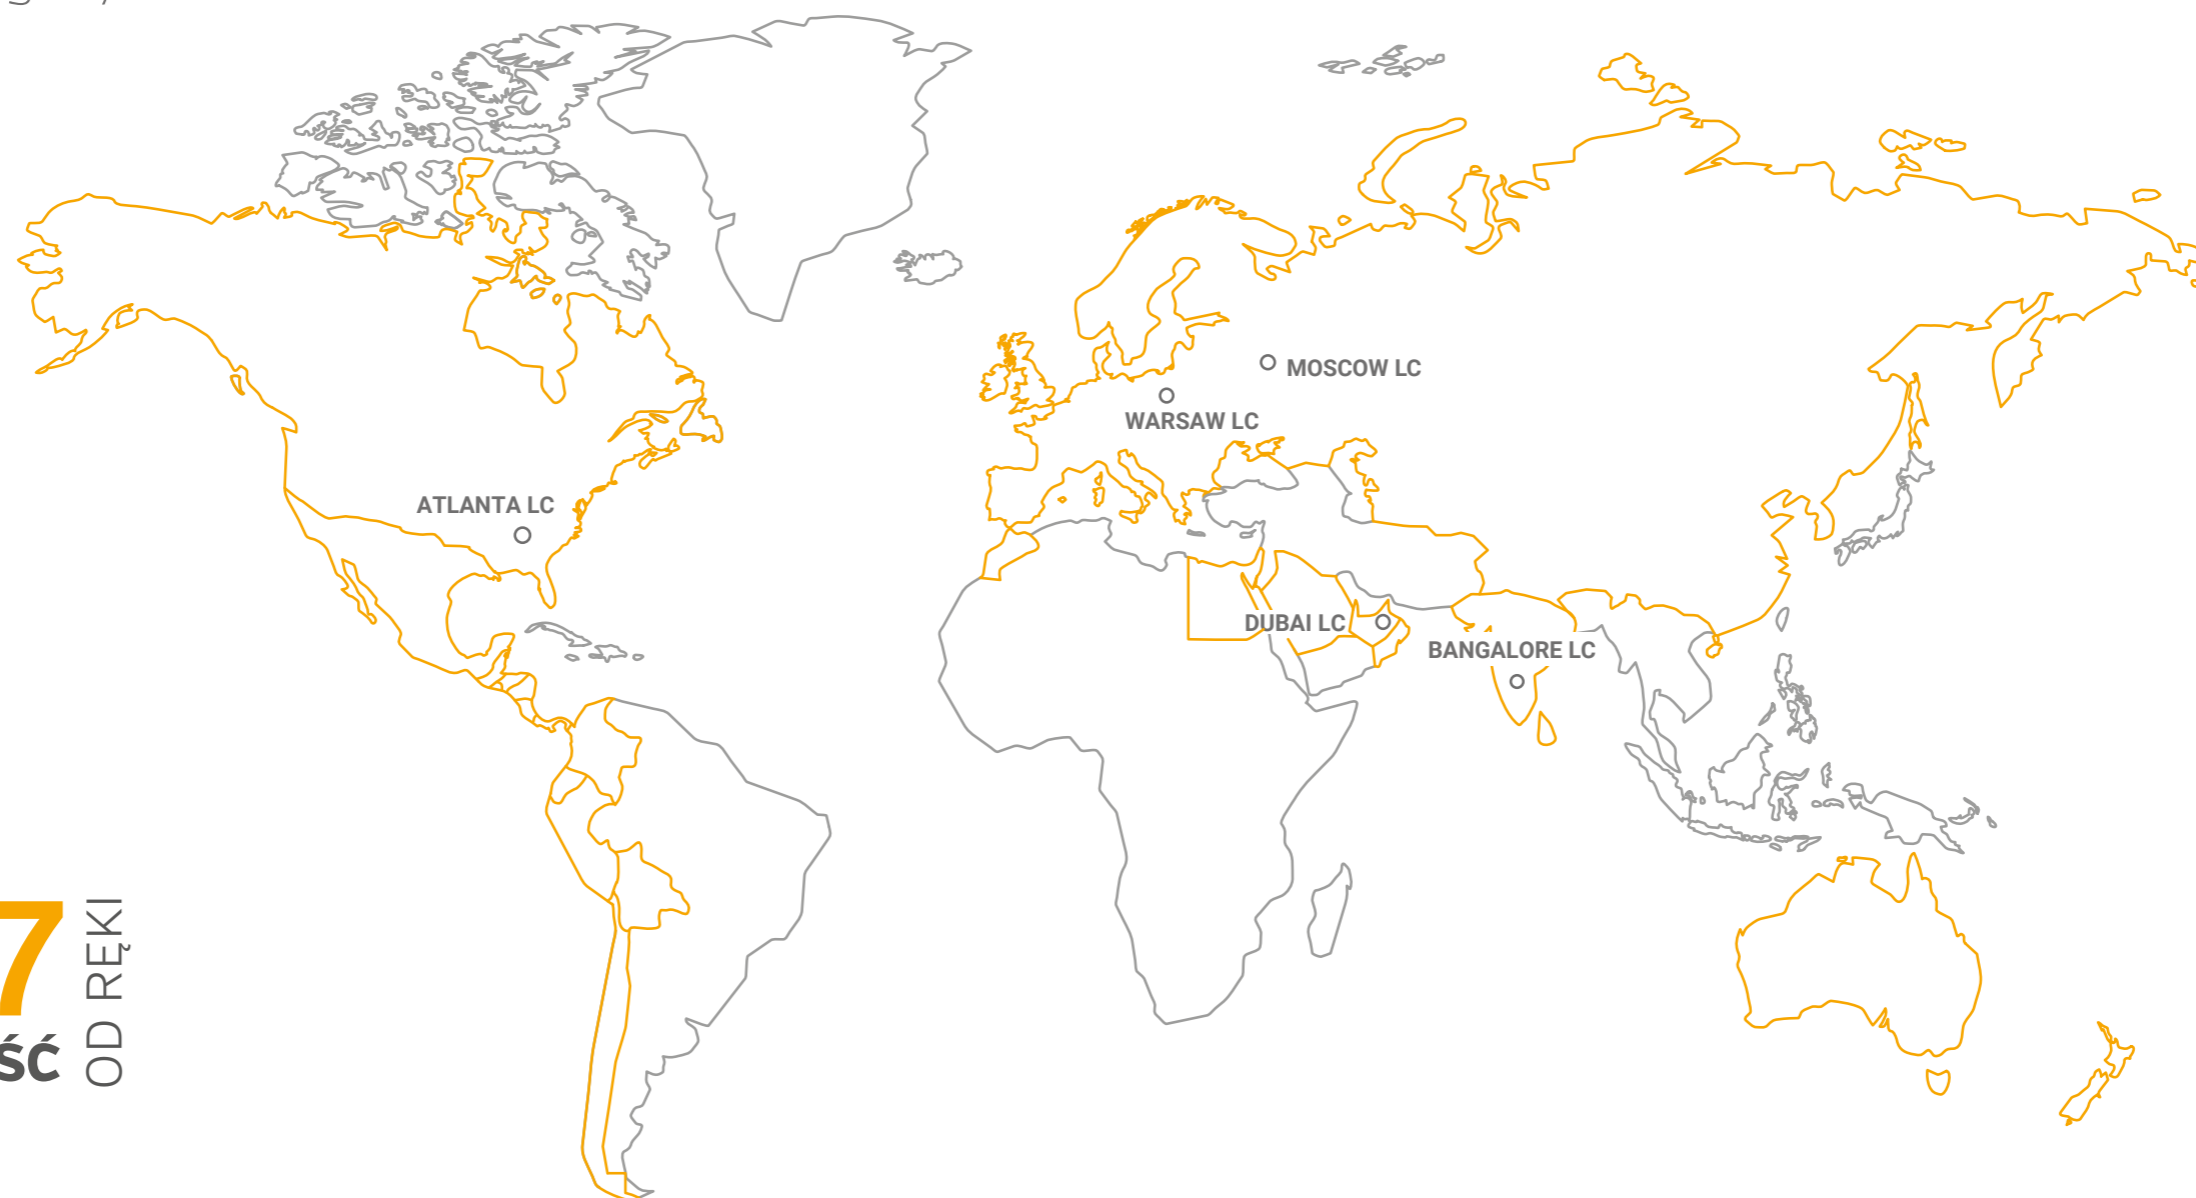 MOSCOW LC
WARSAW LC
ATLANTA LC
DUBAI LC
BANGALORE LC
7
OD RĘKI
ŚĆ